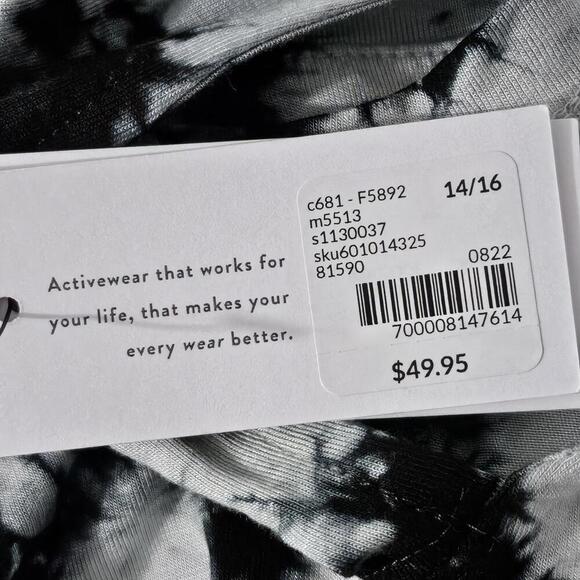 Activewear that works for
your life, that makes your
every wear better.
c681 - F5892
14/16
m5513
s1130037
sku601014325
81590
0822
700008147614
$49.95